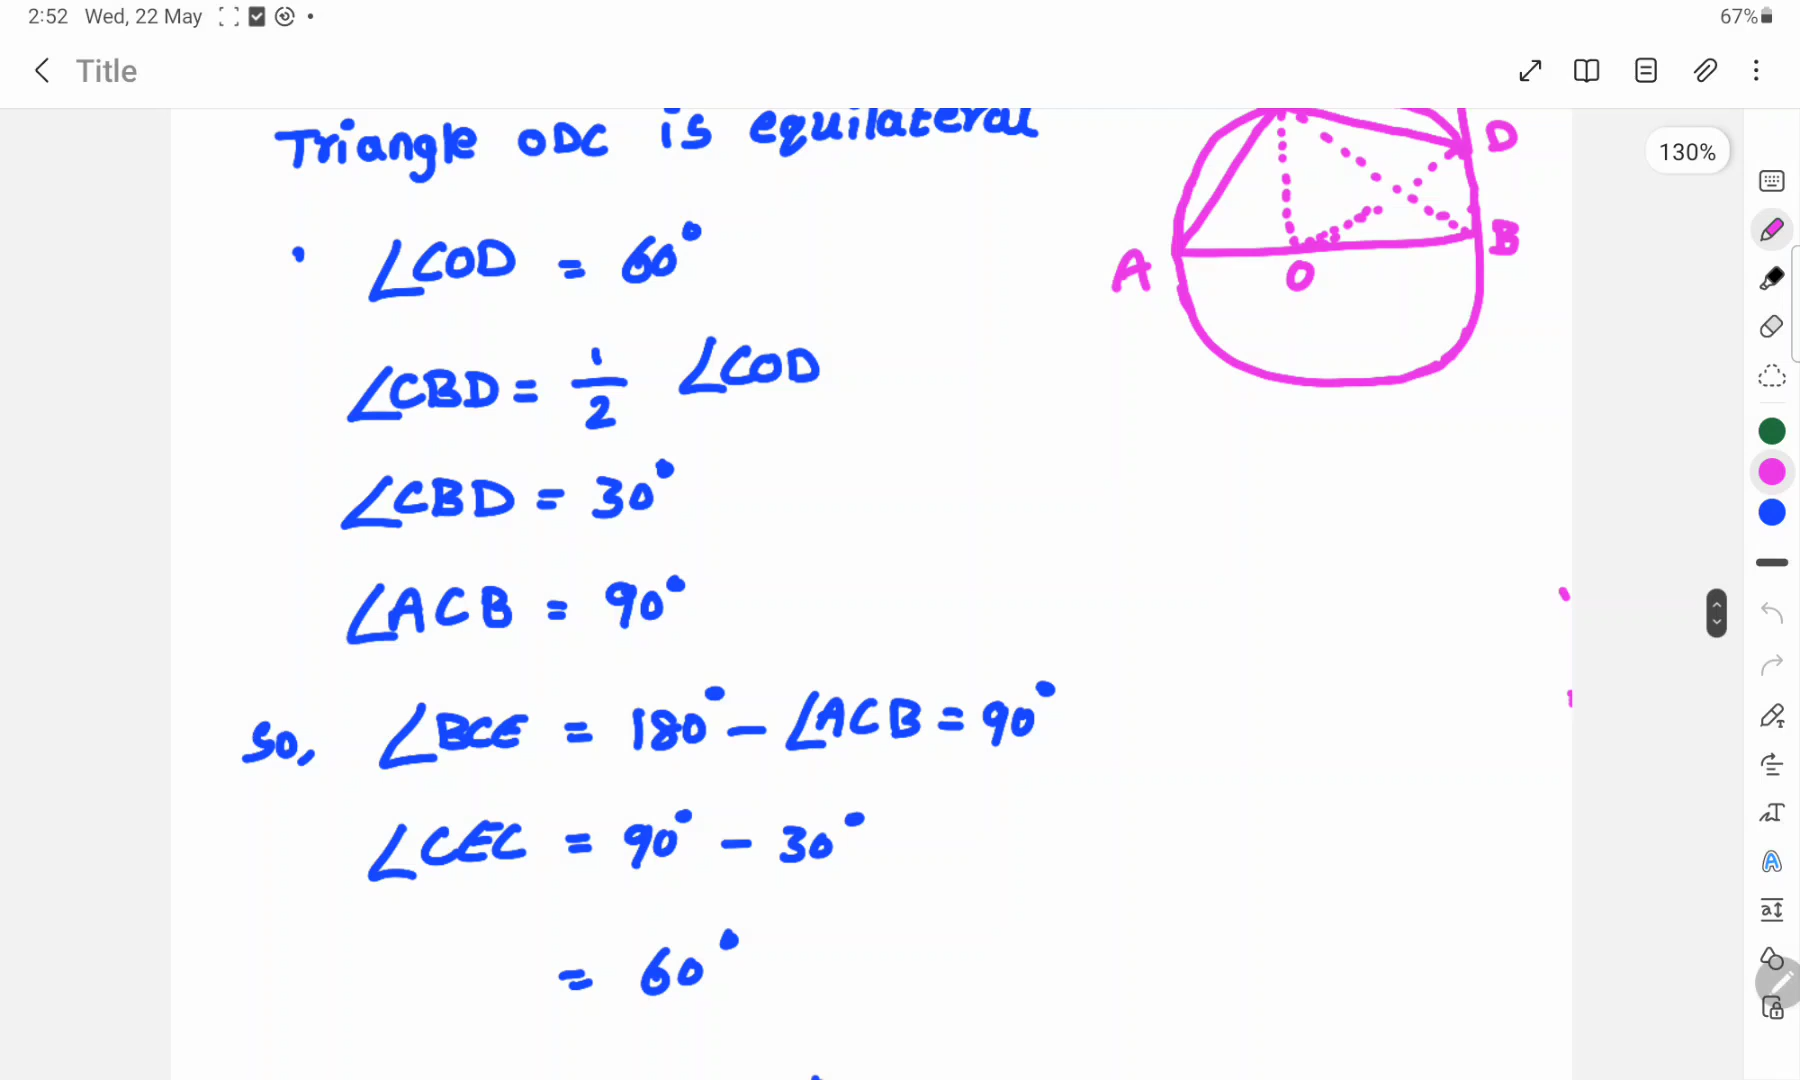 2:52 Wed, 22 May 67%
Title
130%
Triangle ODC is equilateral
∠COD = 60°
∠CBD = 1/2 ∠COD
∠CBD = 30°
∠ACB = 90°
So, ∠BCE = 180° - ∠ACB = 90°
∠CEC = 90° - 30°
= 60°
D
B
A
O